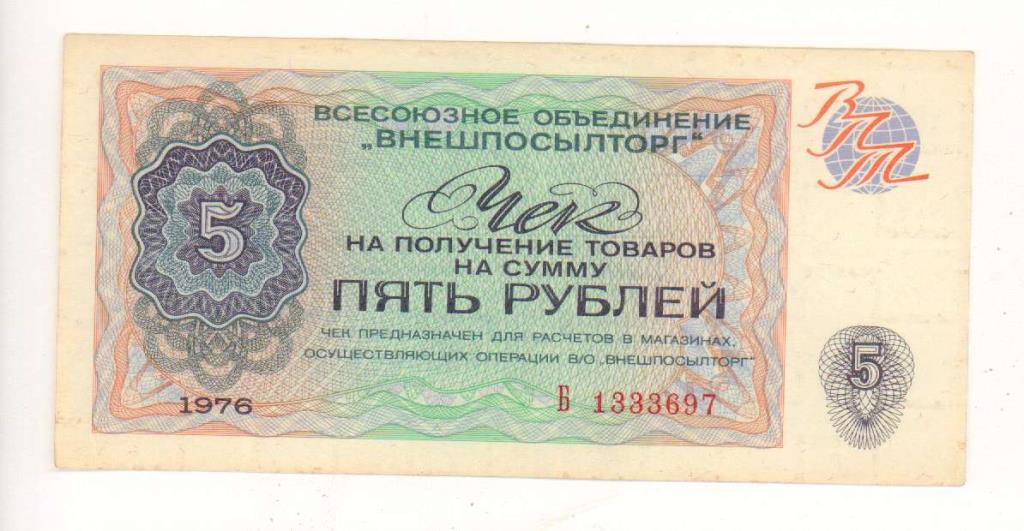 ВСЕСОЮЗНОЕ ОБЪЕДИНЕНИЕ
„ВНЕШПОСЫЛТОРГ“
ВПТ
Чек
НА ПОЛУЧЕНИЕ ТОВАРОВ
НА СУММУ
ПЯТЬ РУБЛЕЙ
ЧЕК ПРЕДНАЗНАЧЕН ДЛЯ РАСЧЕТОВ В МАГАЗИНАХ,
ОСУЩЕСТВЛЯЮЩИХ ОПЕРАЦИИ В/О „ВНЕШПОСЫЛТОРГ“
5
5
1976
Б 1333697